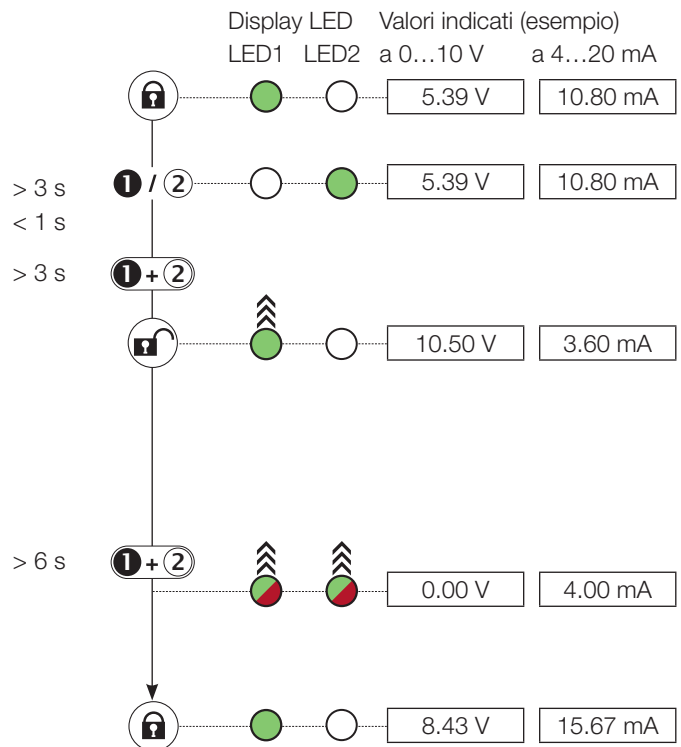 Display LED Valori indicati (esempio)
LED1 LED2 a 0…10 V a 4…20 mA
5.39 V 10.80 mA
> 3 s 1 / 2 5.39 V 10.80 mA
< 1 s
> 3 s 1 + 2
10.50 V 3.60 mA
> 6 s 1 + 2
0.00 V 4.00 mA
8.43 V 15.67 mA